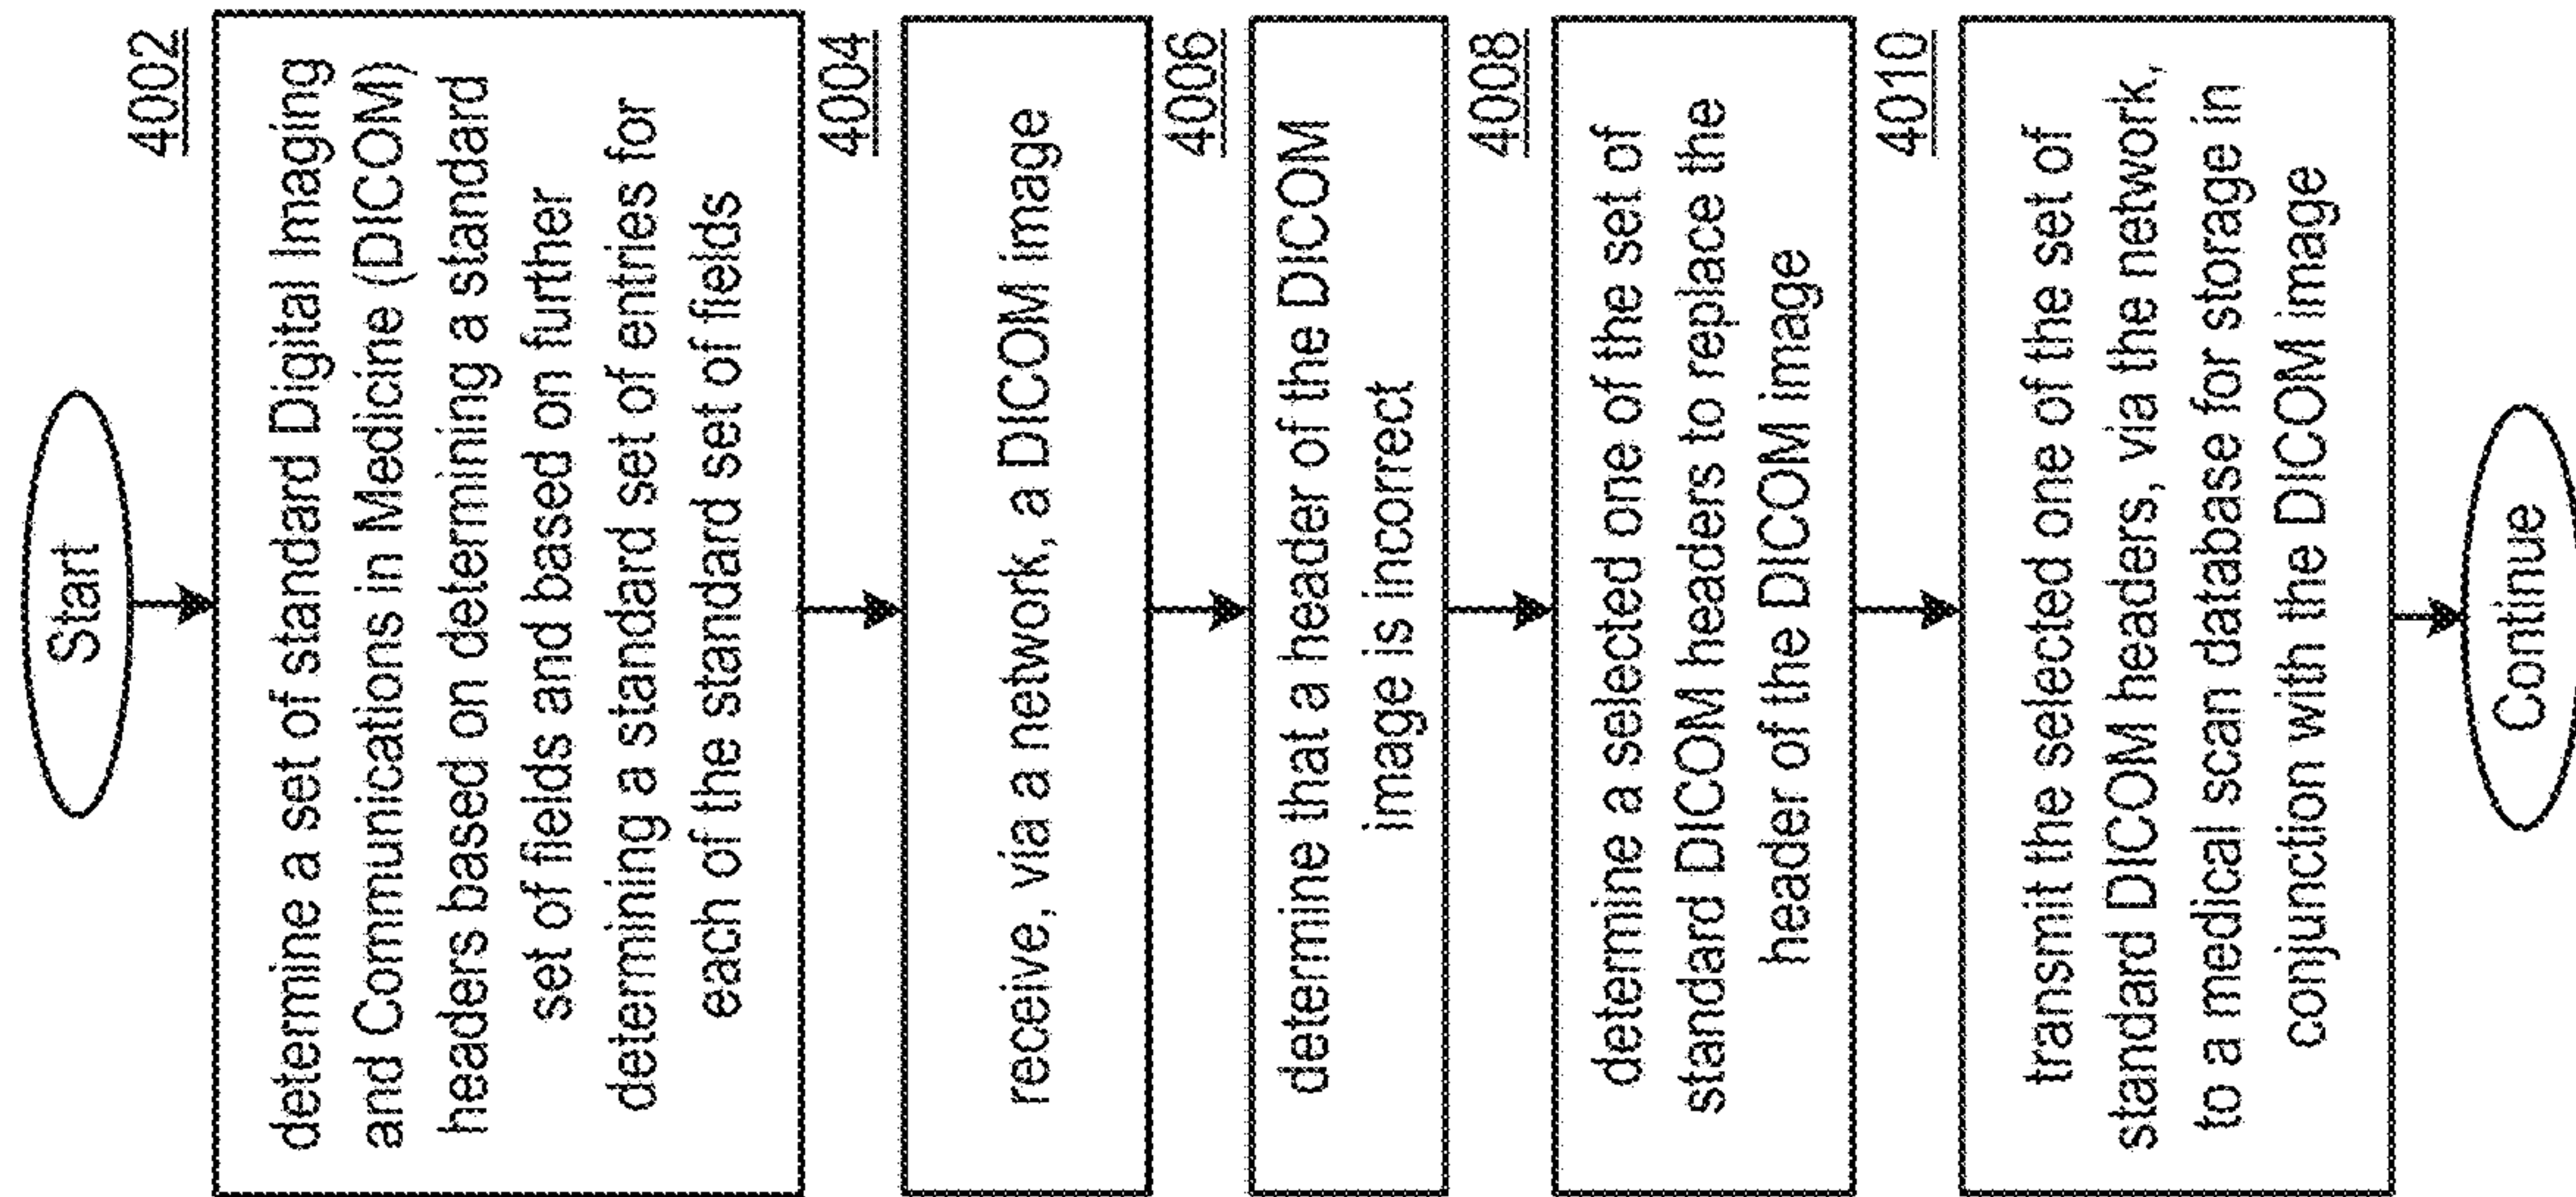 Start
4002
determine a set of standard Digital Imaging
and Communications in Medicine (DICOM)
headers based on determining a standard
set of fields and based on further
determining a standard set of entries for
each of the standard set of fields
4004
receive, via a network, a DICOM image
4006
determine that a header of the DICOM
image is incorrect
4008
determine a selected one of the set of
standard DICOM headers to replace the
header of the DICOM image
4010
transmit the selected one of the set of
standard DICOM headers, via the network,
to a medical scan database for storage in
conjunction with the DICOM image
Continue